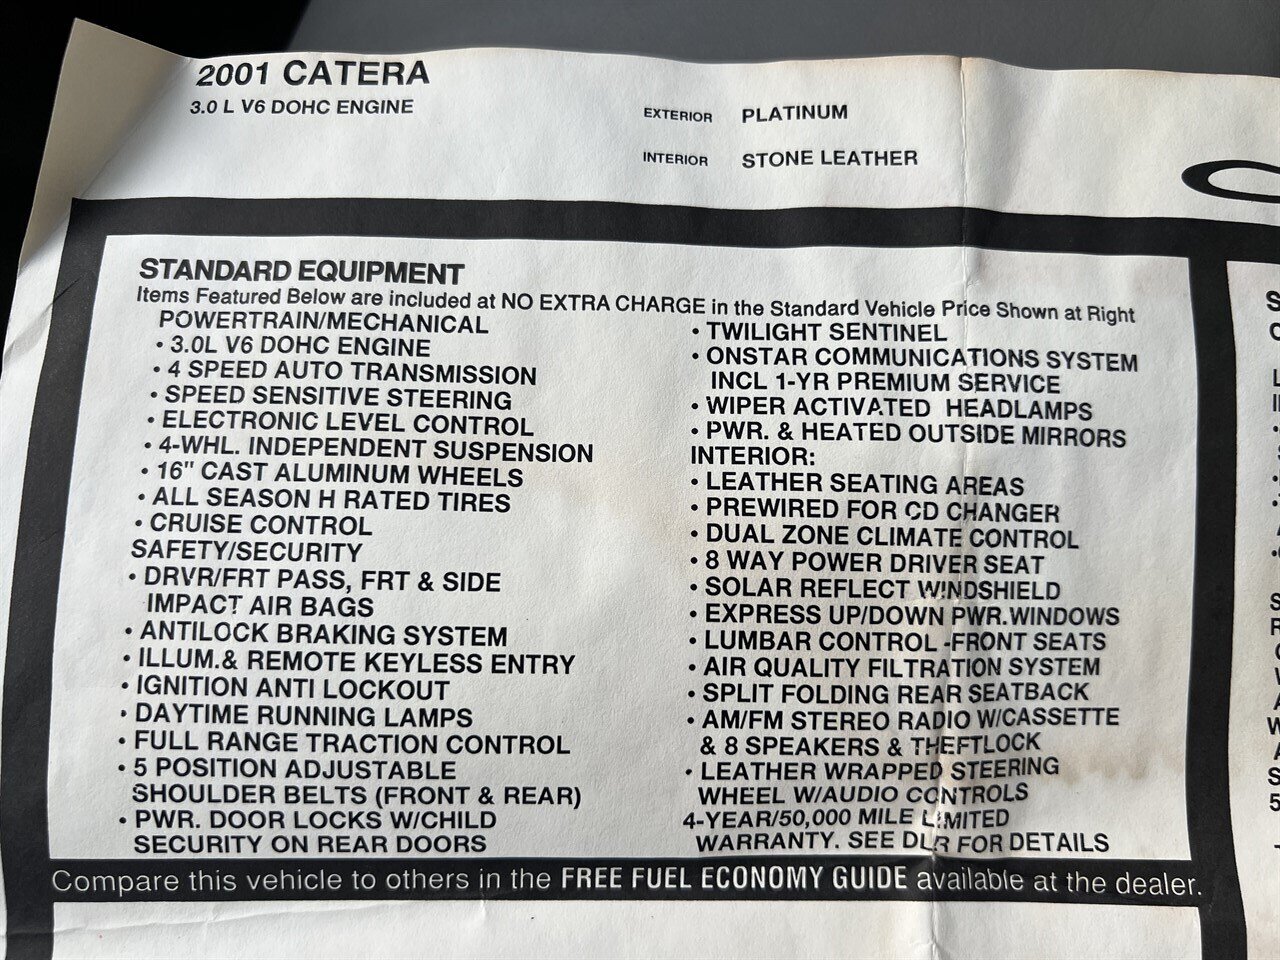 2001 CATERA
3.0 L V6 DOHC ENGINE
EXTERIOR PLATINUM
INTERIOR STONE LEATHER
STANDARD EQUIPMENT
Items Featured Below are included at NO EXTRA CHARGE in the Standard Vehicle Price Shown at Right
POWERTRAIN/MECHANICAL
• 3.0L V6 DOHC ENGINE
• 4 SPEED AUTO TRANSMISSION
• SPEED SENSITIVE STEERING
• ELECTRONIC LEVEL CONTROL
• 4-WHL. INDEPENDENT SUSPENSION
• 16" CAST ALUMINUM WHEELS
• ALL SEASON H RATED TIRES
• CRUISE CONTROL
SAFETY/SECURITY
• DRVR/FRT PASS, FRT & SIDE
IMPACT AIR BAGS
• ANTILOCK BRAKING SYSTEM
• ILLUM.& REMOTE KEYLESS ENTRY
• IGNITION ANTI LOCKOUT
• DAYTIME RUNNING LAMPS
• FULL RANGE TRACTION CONTROL
• 5 POSITION ADJUSTABLE
SHOULDER BELTS (FRONT & REAR)
• PWR. DOOR LOCKS W/CHILD
SECURITY ON REAR DOORS
• TWILIGHT SENTINEL
• ONSTAR COMMUNICATIONS SYSTEM
INCL 1-YR PREMIUM SERVICE
• WIPER ACTIVATED HEADLAMPS
• PWR. & HEATED OUTSIDE MIRRORS
INTERIOR:
• LEATHER SEATING AREAS
• PREWIRED FOR CD CHANGER
• DUAL ZONE CLIMATE CONTROL
• 8 WAY POWER DRIVER SEAT
• SOLAR REFLECT WINDSHIELD
• EXPRESS UP/DOWN PWR.WINDOWS
• LUMBAR CONTROL -FRONT SEATS
• AIR QUALITY FILTRATION SYSTEM
• SPLIT FOLDING REAR SEATBACK
• AM/FM STEREO RADIO W/CASSETTE
& 8 SPEAKERS & THEFTLOCK
• LEATHER WRAPPED STEERING
WHEEL W/AUDIO CONTROLS
4-YEAR/50,000 MILE LIMITED
WARRANTY. SEE DLR FOR DETAILS
Compare this vehicle to others in the FREE FUEL ECONOMY GUIDE available at the dealer.